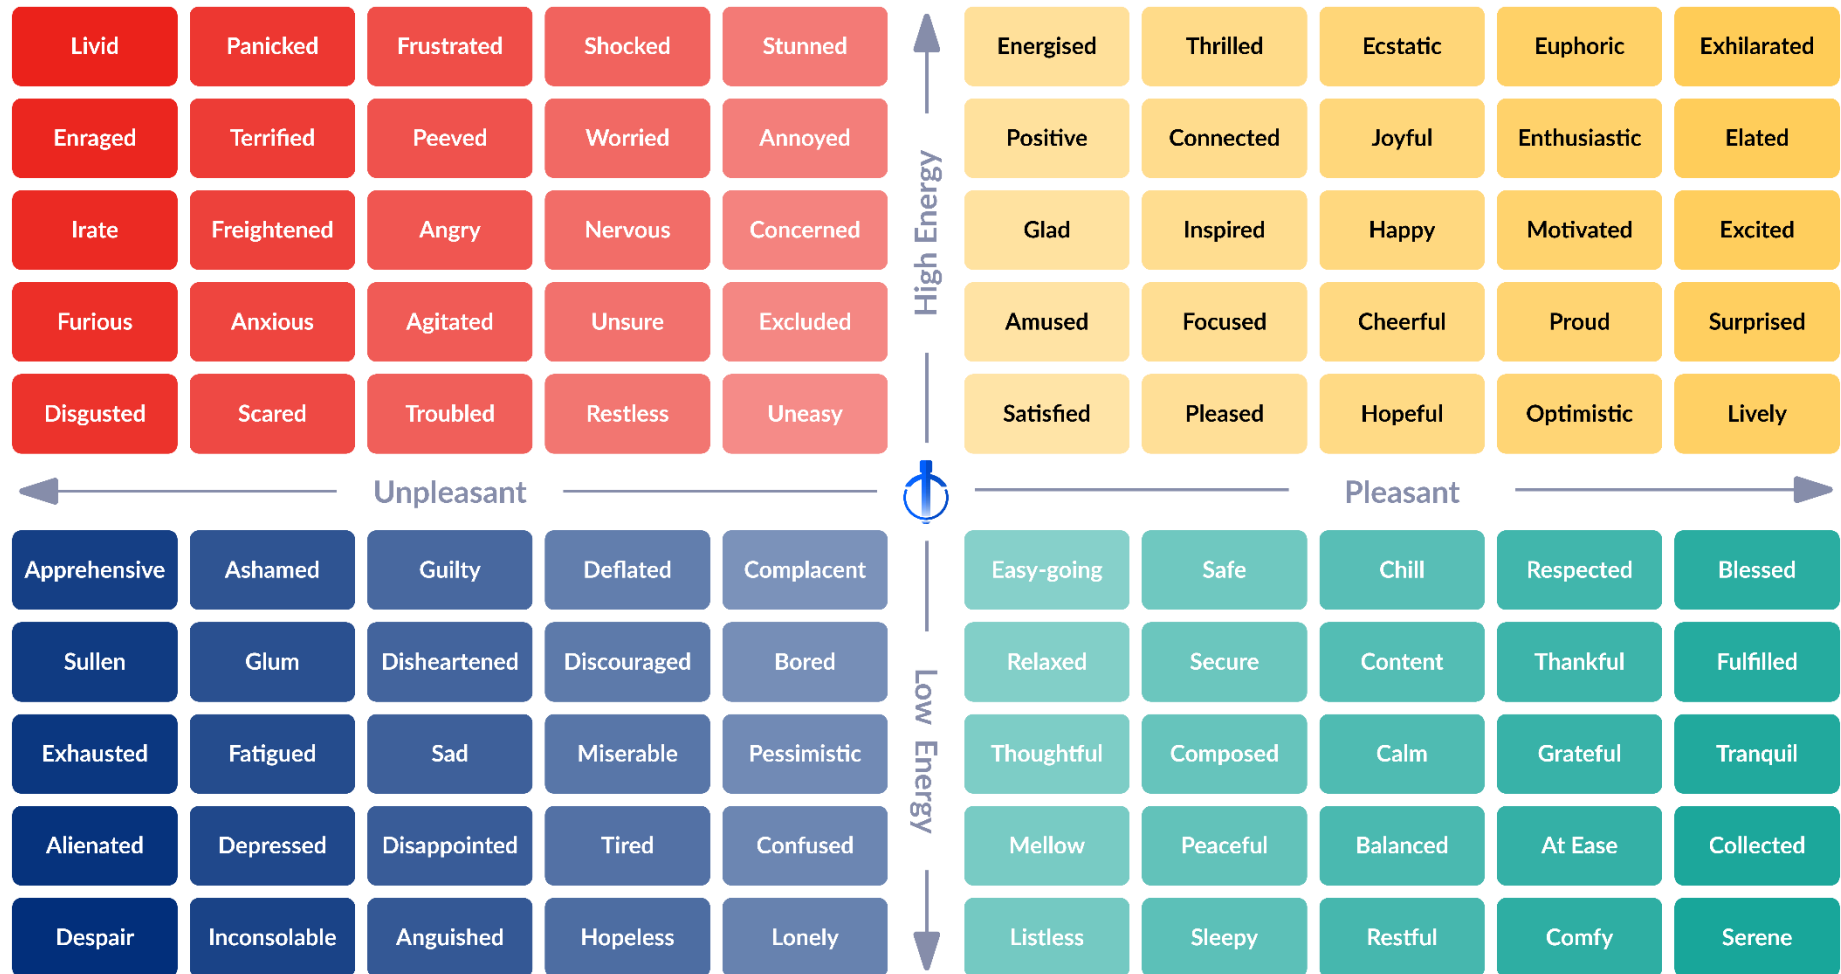 Livid Panicked Frustrated Shocked Stunned Energised Thrilled Ecstatic Euphoric Exhilarated
Enraged Terrified Peeved Worried Annoyed Positive Connected Joyful Enthusiastic Elated
Irate Freightened Angry Nervous Concerned Glad Inspired Happy Motivated Excited
Furious Anxious Agitated Unsure Excluded Amused Focused Cheerful Proud Surprised
Disgusted Scared Troubled Restless Uneasy Satisfied Pleased Hopeful Optimistic Lively
High Energy
Unpleasant Pleasant
Apprehensive Ashamed Guilty Deflated Complacent Easy-going Safe Chill Respected Blessed
Sullen Glum Disheartened Discouraged Bored Relaxed Secure Content Thankful Fulfilled
Exhausted Fatigued Sad Miserable Pessimistic Thoughtful Composed Calm Grateful Tranquil
Alienated Depressed Disappointed Tired Confused Mellow Peaceful Balanced At Ease Collected
Despair Inconsolable Anguished Hopeless Lonely Listless Sleepy Restful Comfy Serene
Low Energy